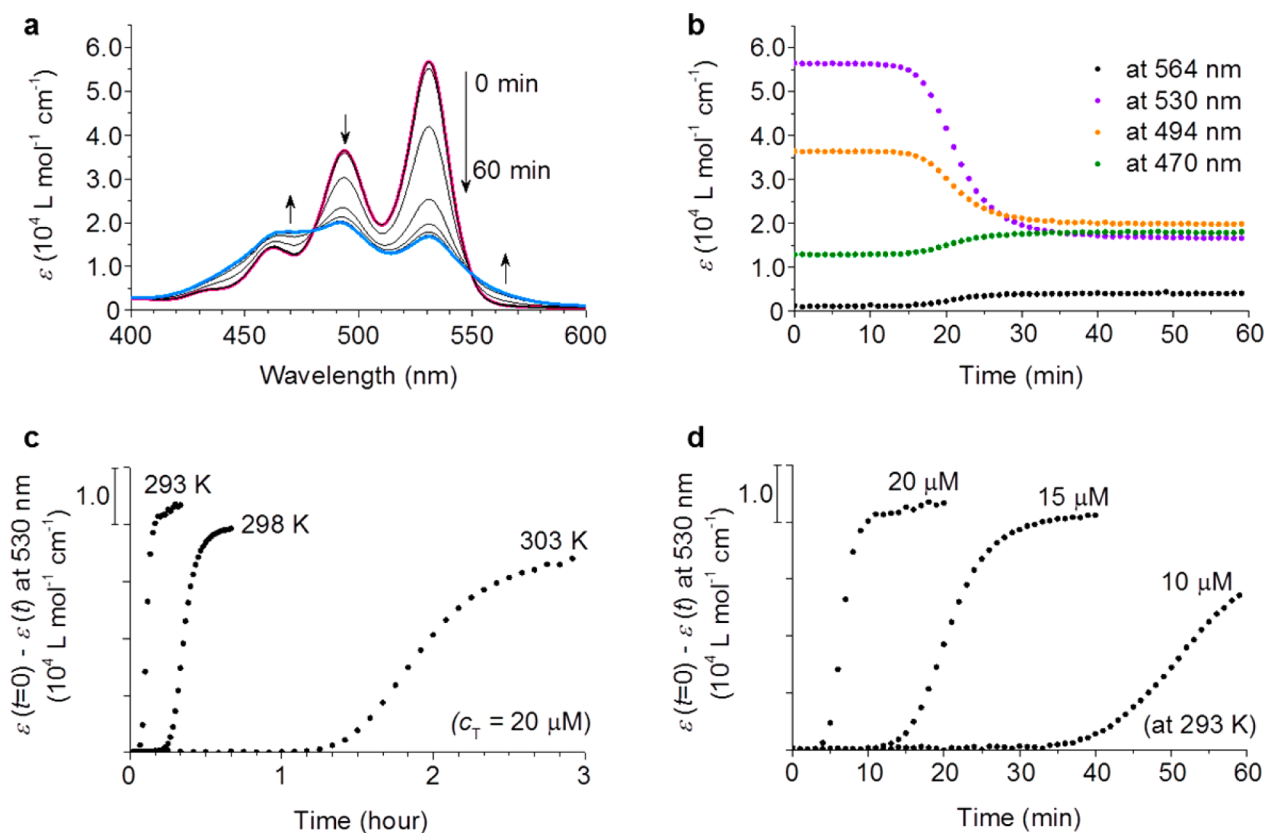 a
ε (10⁴ L mol⁻¹ cm⁻¹)
6.0
5.0
4.0
3.0
2.0
1.0
0
0 min
60 min
400 450 500 550 600
Wavelength (nm)
b
ε (10⁴ L mol⁻¹ cm⁻¹)
6.0
5.0
4.0
3.0
2.0
1.0
0
at 564 nm
at 530 nm
at 494 nm
at 470 nm
0 10 20 30 40 50 60
Time (min)
c
ε (t=0) - ε (t) at 530 nm
(10⁴ L mol⁻¹ cm⁻¹)
1.0
293 K
298 K
303 K
(c_T = 20 μM)
0 1 2 3
Time (hour)
d
ε (t=0) - ε (t) at 530 nm
(10⁴ L mol⁻¹ cm⁻¹)
1.0
20 μM
15 μM
10 μM
(at 293 K)
0 10 20 30 40 50 60
Time (min)